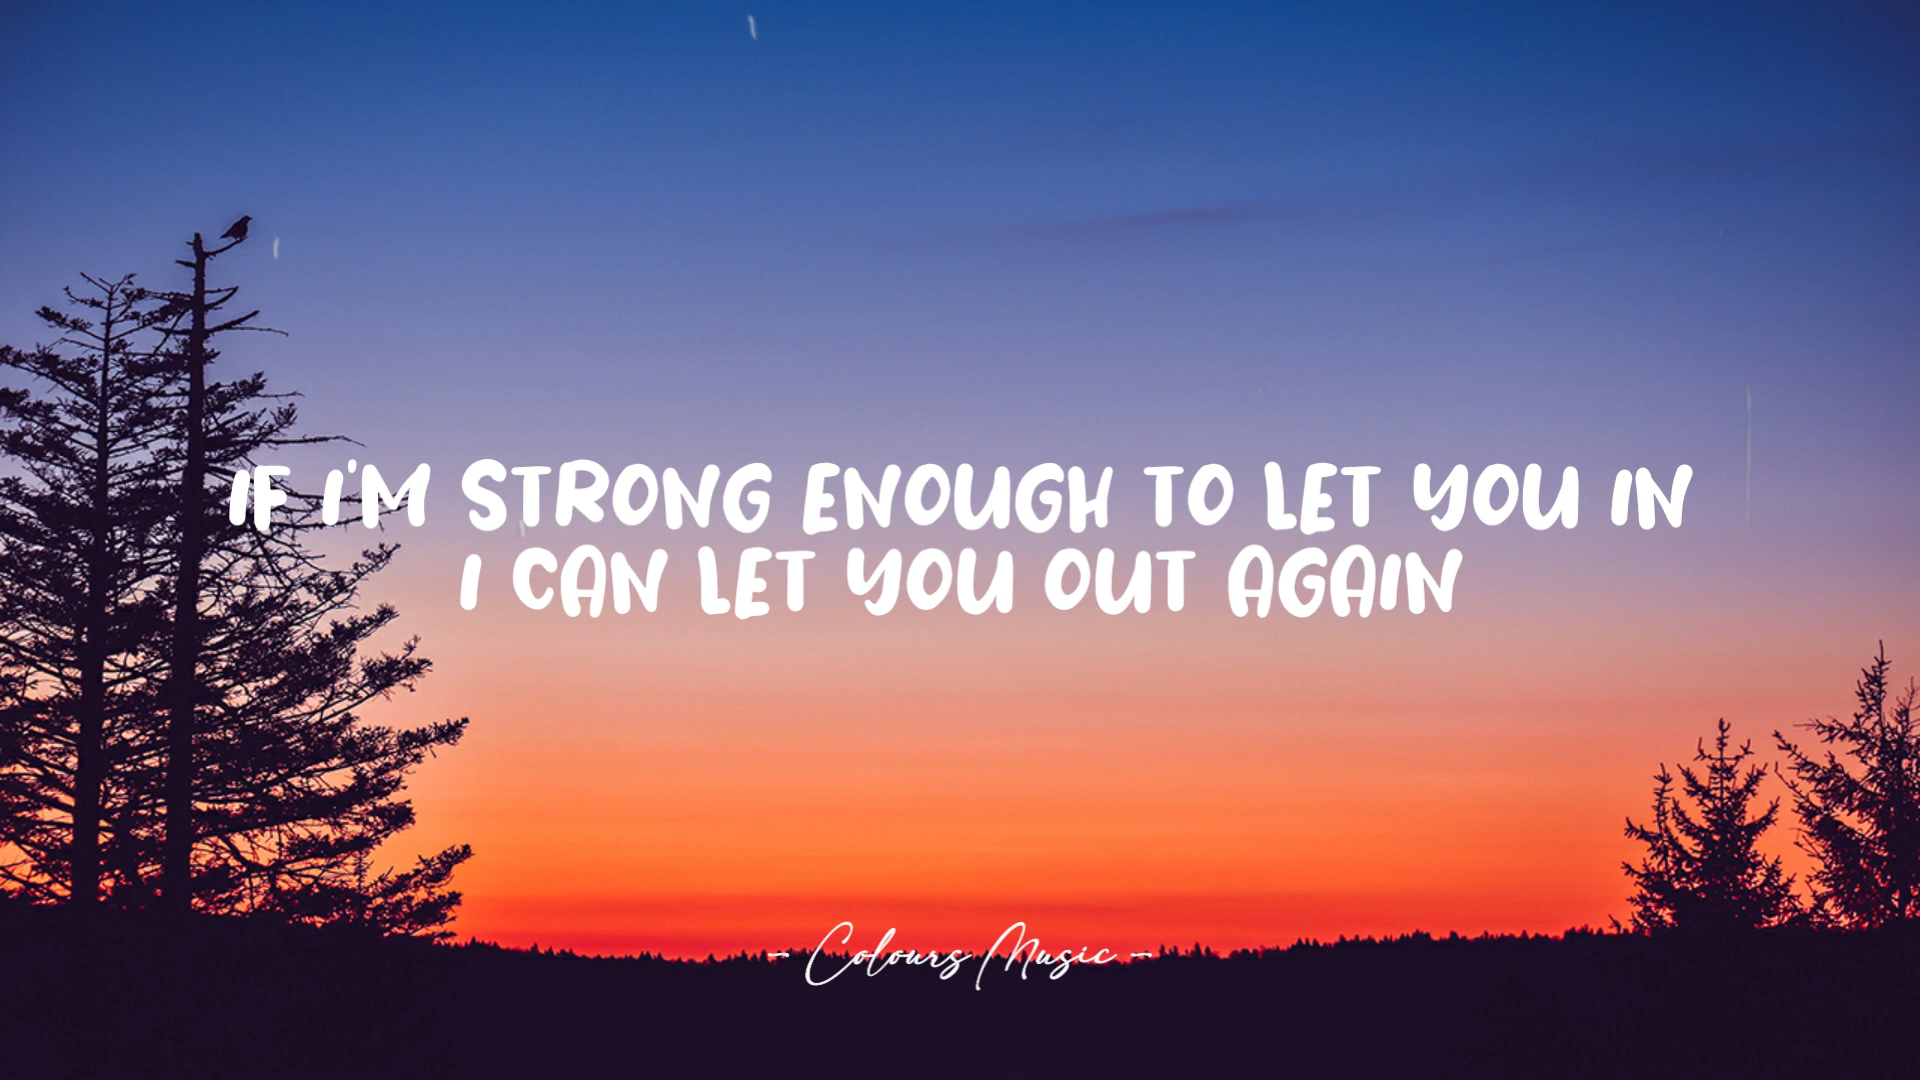 IF I'M STRONG ENOUGH TO LET YOU IN
I CAN LET YOU OUT AGAIN
- Colours Music -